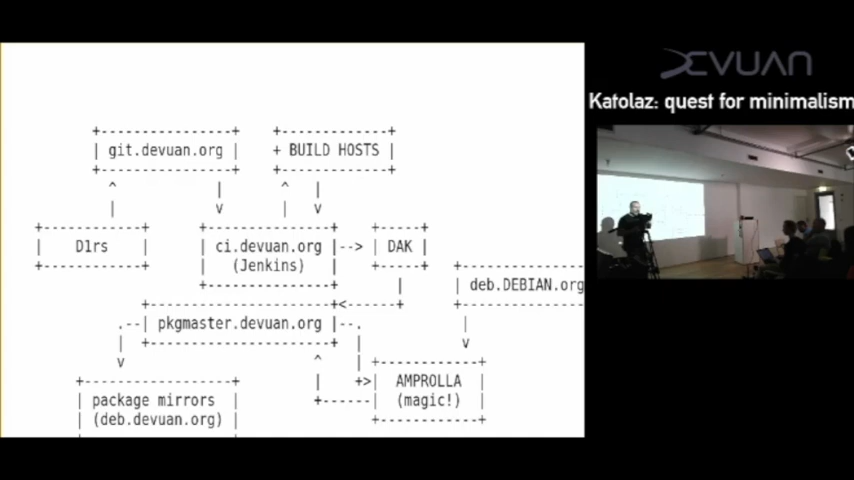 DEVUAN
Katolaz: quest for minimalism
git.devuan.org
BUILD HOSTS
D1rs
ci.devuan.org
(Jenkins)
DAK
deb.DEBIAN.org
pkgmaster.devuan.org
AMPROLLA
(magic!)
package mirrors
(deb.devuan.org)